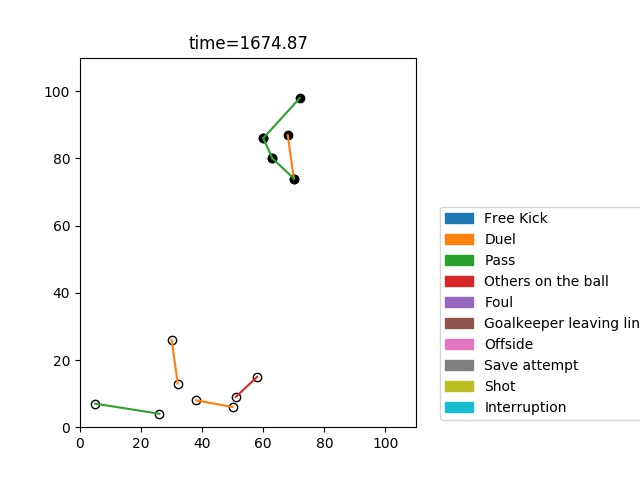 time=1674.87
100
80
60
40
20
0
0 20 40 60 80 100
Free Kick
Duel
Pass
Others on the ball
Foul
Goalkeeper leaving lin
Offside
Save attempt
Shot
Interruption